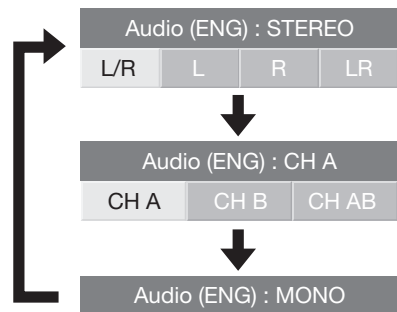 Audio (ENG) : STEREO
L/R L R LR
Audio (ENG) : CH A
CH A CH B CH AB
Audio (ENG) : MONO